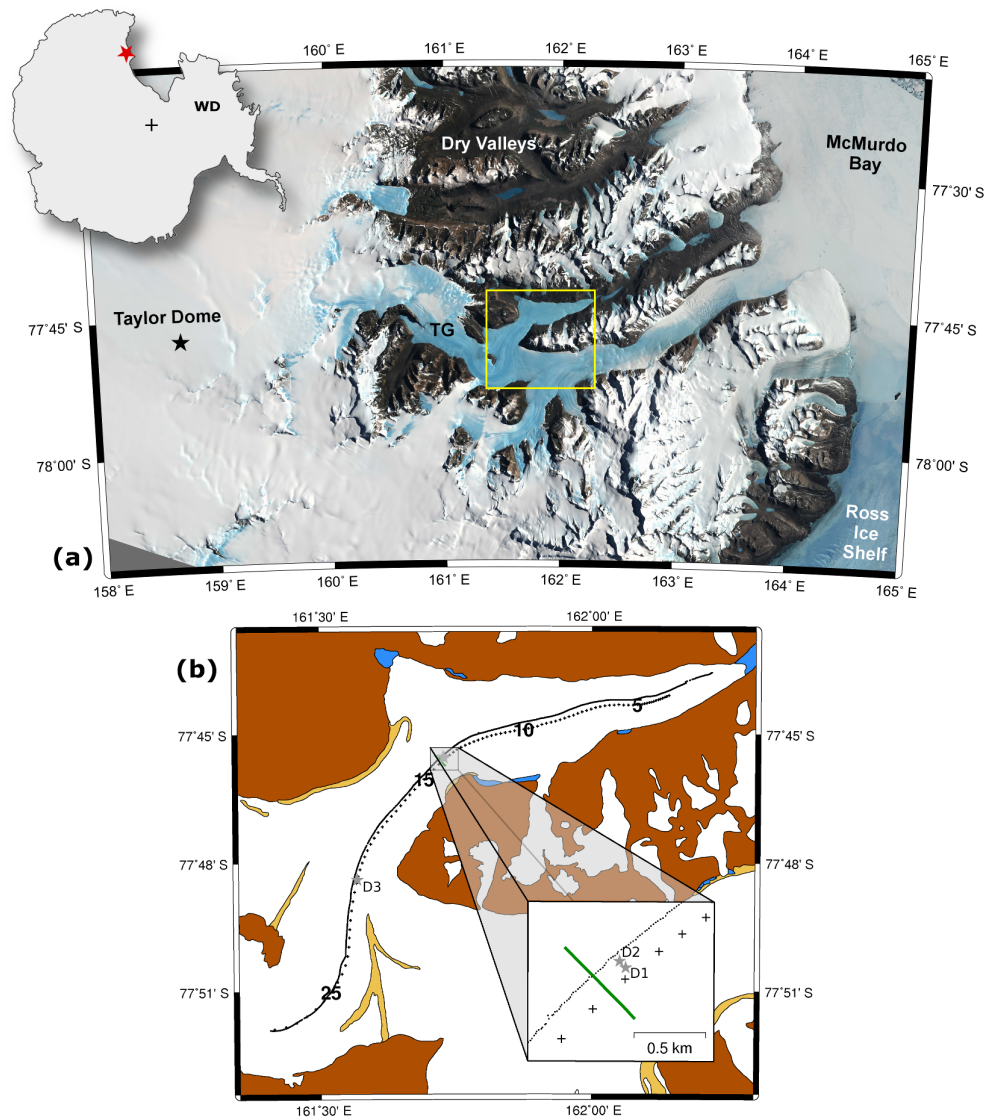 160° E
161° E
162° E
163° E
164° E
165° E
WD
Dry Valleys
McMurdo
Bay
77°30' S
Taylor Dome
77°45' S
TG
77°45' S
78°00' S
78°00' S
Ross
Ice
Shelf
(a)
158° E
159° E
160° E
161° E
162° E
163° E
164° E
165° E
161°30' E
162°00' E
(b)
5
10
77°45' S
77°45' S
15
77°48' S
77°48' S
D3
D2
D1
25
77°51' S
77°51' S
0.5 km
161°30' E
162°00' E